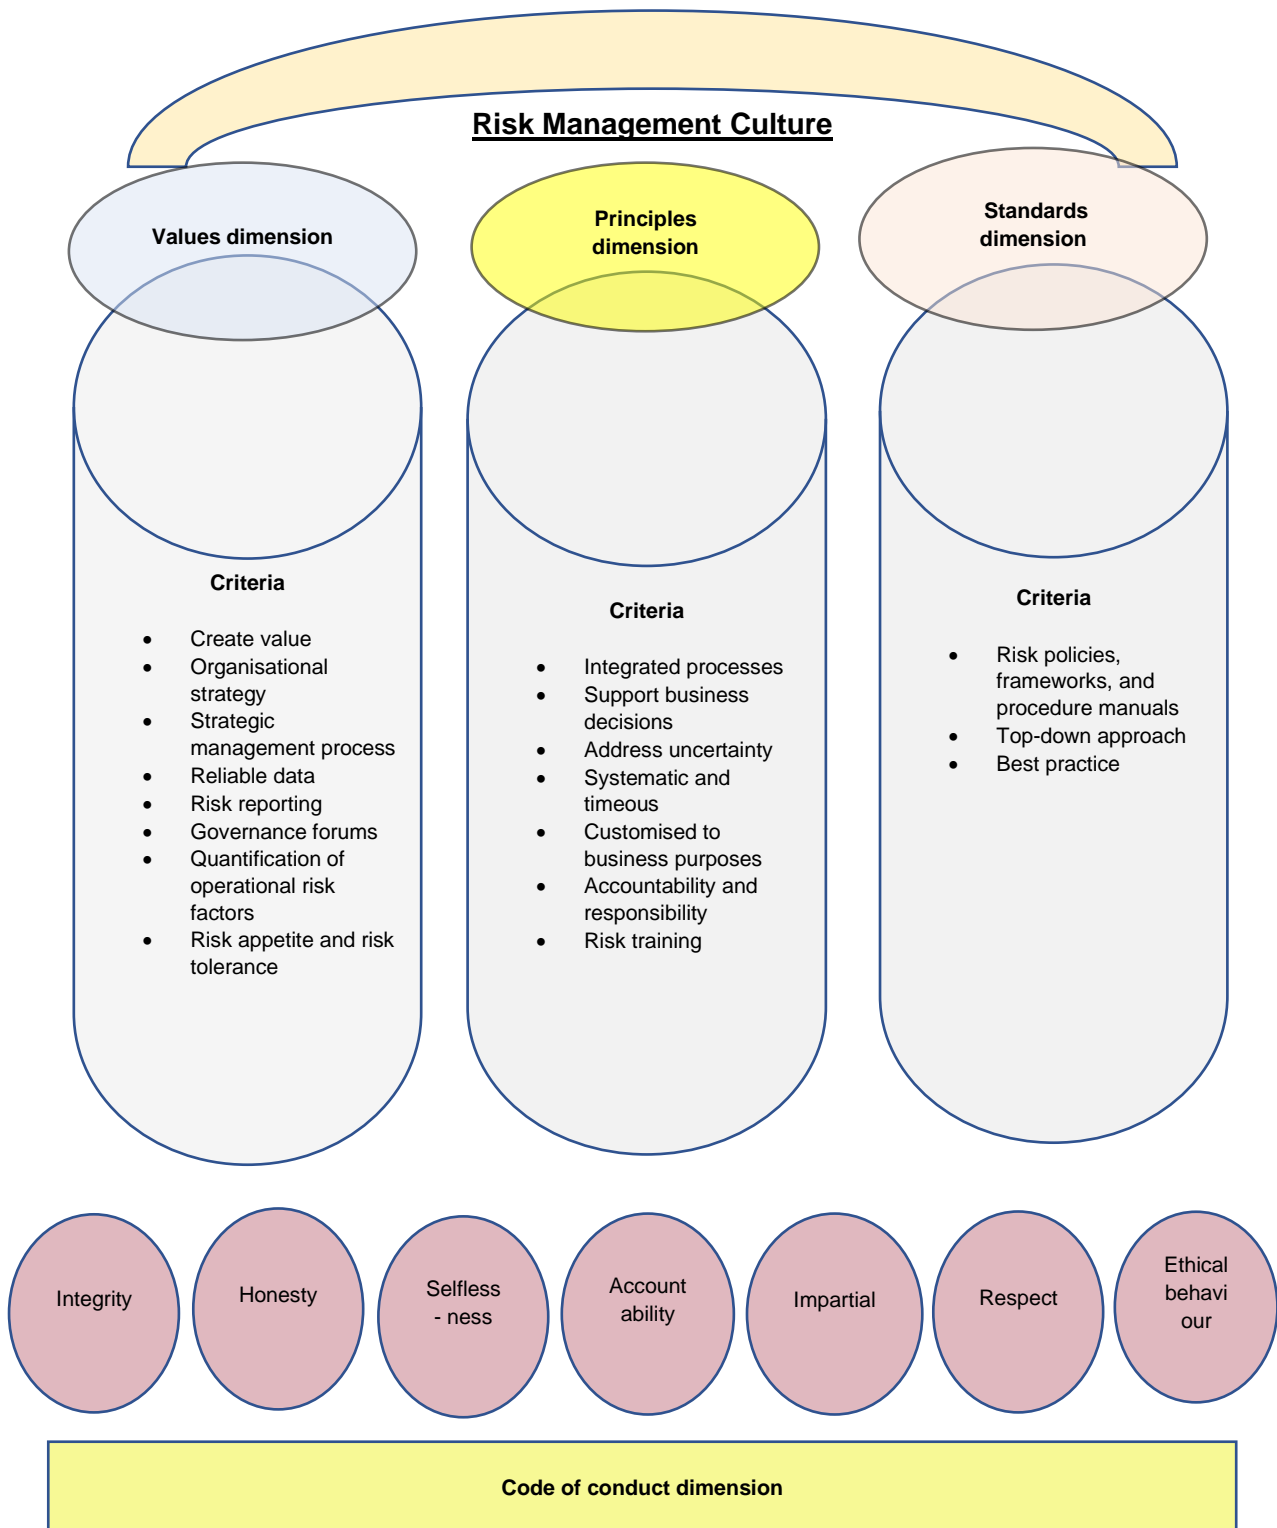 Risk Management Culture
Values dimension
Principles
dimension
Standards
dimension
Criteria
• Create value
• Organisational
strategy
• Strategic
management process
• Reliable data
• Risk reporting
• Governance forums
• Quantification of
operational risk
factors
• Risk appetite and risk
tolerance
Criteria
• Integrated processes
• Support business
decisions
• Address uncertainty
• Systematic and
timeous
• Customised to
business purposes
• Accountability and
responsibility
• Risk training
Criteria
• Risk policies,
frameworks, and
procedure manuals
• Top-down approach
• Best practice
Integrity
Honesty
Selfless
- ness
Account
ability
Impartial
Respect
Ethical
behavi
our
Code of conduct dimension